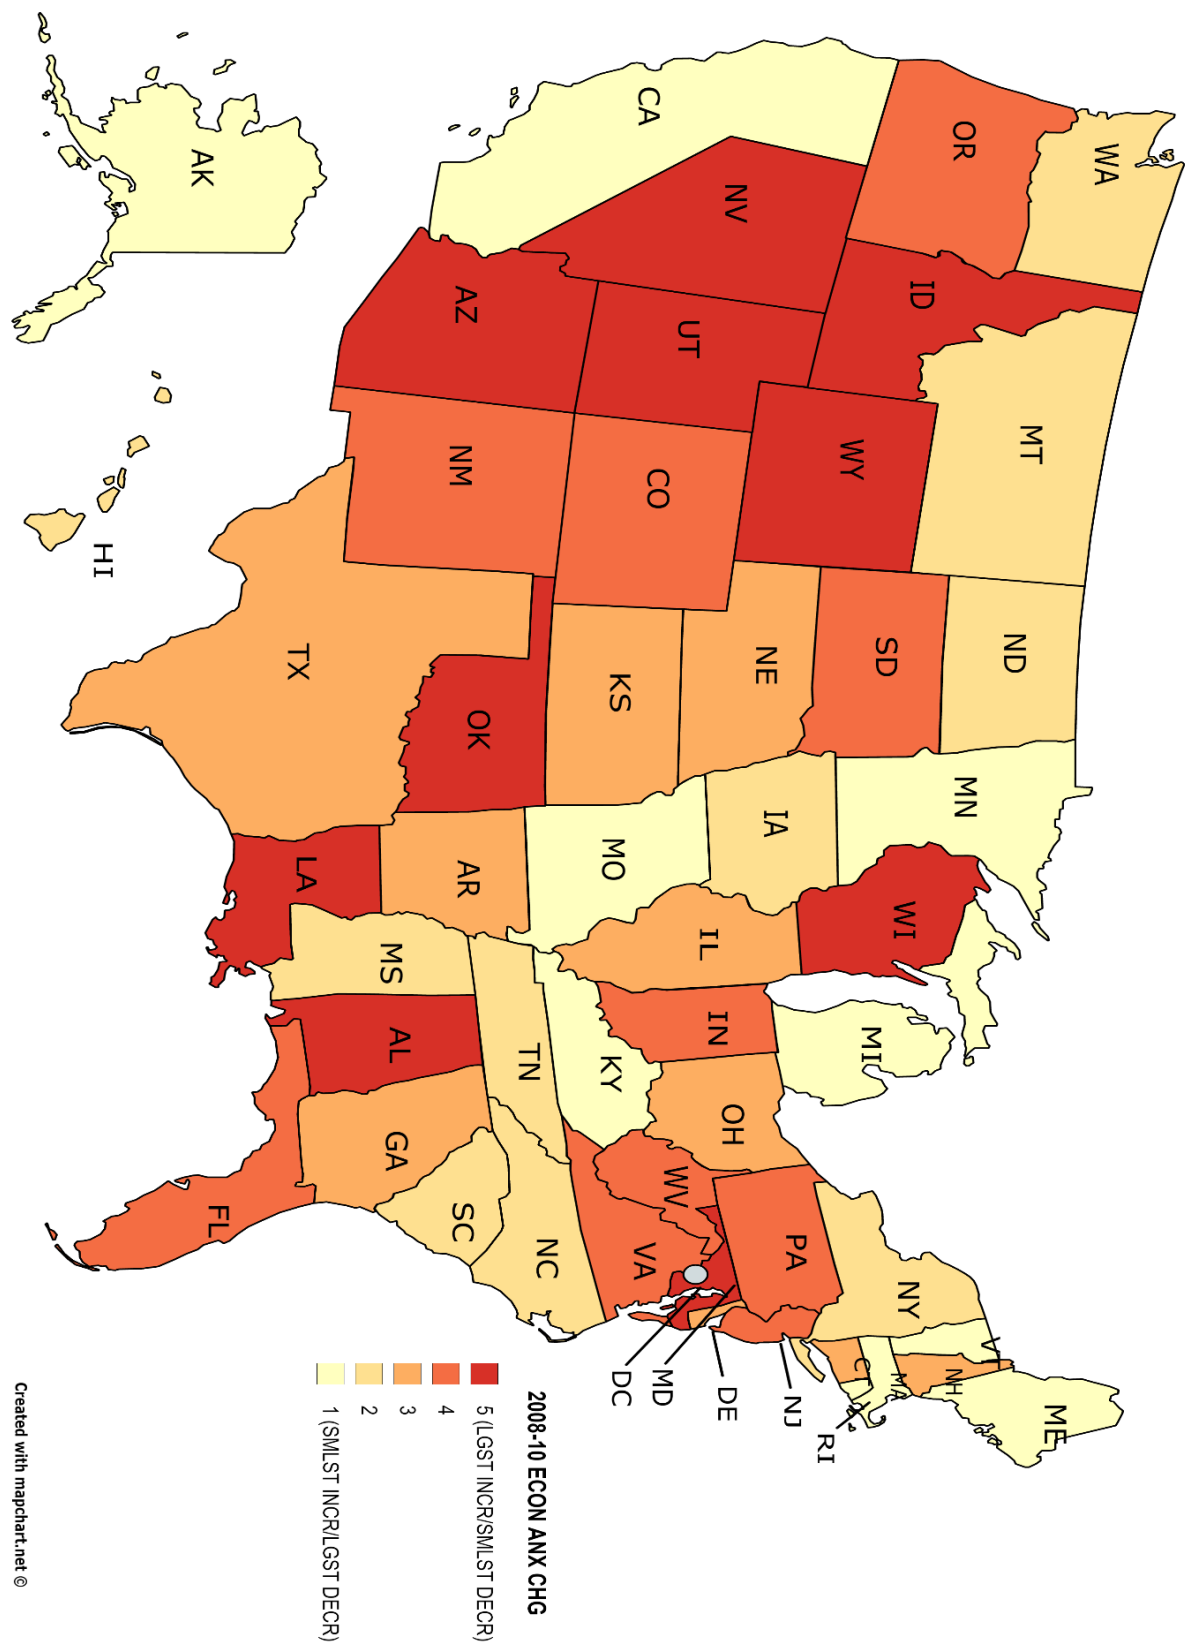 WA
OR
CA
NV
ID
MT
WY
UT
AZ
CO
NM
ND
SD
NE
KS
OK
TX
MN
IA
MO
AR
LA
WI
IL
MI
IN
OH
KY
TN
MS
AL
GA
FL
SC
NC
VA
WV
PA
NY
VT
NH
ME
MA
CT
RI
NJ
DE
MD
DC
AK
HI
2008-10 ECON ANX CHG
5 (LGST INCR/SMLST DECR)
4
3
2
1 (SMLST INCR/LGST DECR)
Created with mapchart.net ©